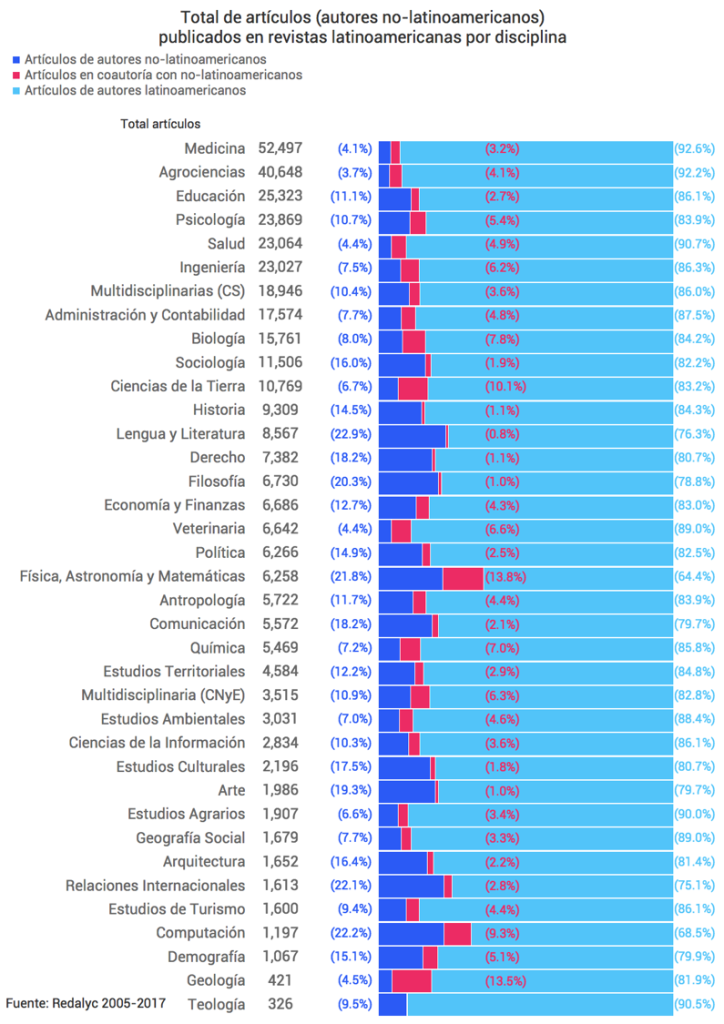 Total de artículos (autores no-latinoamericanos)
publicados en revistas latinoamericanas por disciplina
Artículos de autores no-latinoamericanos
Artículos en coautoría con no-latinoamericanos
Artículos de autores latinoamericanos
Total artículos
Medicina 52,497 (4.1%) (3.2%) (92.6%)
Agrociencias 40,648 (3.7%) (4.1%) (92.2%)
Educación 25,323 (11.1%) (2.7%) (86.1%)
Psicología 23,869 (10.7%) (5.4%) (83.9%)
Salud 23,064 (4.4%) (4.9%) (90.7%)
Ingeniería 23,027 (7.5%) (6.2%) (86.3%)
Multidisciplinarias (CS) 18,946 (10.4%) (3.6%) (86.0%)
Administración y Contabilidad 17,574 (7.7%) (4.8%) (87.5%)
Biología 15,761 (8.0%) (7.8%) (84.2%)
Sociología 11,506 (16.0%) (1.9%) (82.2%)
Ciencias de la Tierra 10,769 (6.7%) (10.1%) (83.2%)
Historia 9,309 (14.5%) (1.1%) (84.3%)
Lengua y Literatura 8,567 (22.9%) (0.8%) (76.3%)
Derecho 7,382 (18.2%) (1.1%) (80.7%)
Filosofía 6,730 (20.3%) (1.0%) (78.8%)
Economía y Finanzas 6,686 (12.7%) (4.3%) (83.0%)
Veterinaria 6,642 (4.4%) (6.6%) (89.0%)
Política 6,266 (14.9%) (2.5%) (82.5%)
Física, Astronomía y Matemáticas 6,258 (21.8%) (13.8%) (64.4%)
Antropología 5,722 (11.7%) (4.4%) (83.9%)
Comunicación 5,572 (18.2%) (2.1%) (79.7%)
Química 5,469 (7.2%) (7.0%) (85.8%)
Estudios Territoriales 4,584 (12.2%) (2.9%) (84.8%)
Multidisciplinaria (CNyE) 3,515 (10.9%) (6.3%) (82.8%)
Estudios Ambientales 3,031 (7.0%) (4.6%) (88.4%)
Ciencias de la Información 2,834 (10.3%) (3.6%) (86.1%)
Estudios Culturales 2,196 (17.5%) (1.8%) (80.7%)
Arte 1,986 (19.3%) (1.0%) (79.7%)
Estudios Agrarios 1,907 (6.6%) (3.4%) (90.0%)
Geografía Social 1,679 (7.7%) (3.3%) (89.0%)
Arquitectura 1,652 (16.4%) (2.2%) (81.4%)
Relaciones Internacionales 1,613 (22.1%) (2.8%) (75.1%)
Estudios de Turismo 1,600 (9.4%) (4.4%) (86.1%)
Computación 1,197 (22.2%) (9.3%) (68.5%)
Demografía 1,067 (15.1%) (5.1%) (79.9%)
Geología 421 (4.5%) (13.5%) (81.9%)
Fuente: Redalyc 2005-2017 Teología 326 (9.5%) (90.5%)